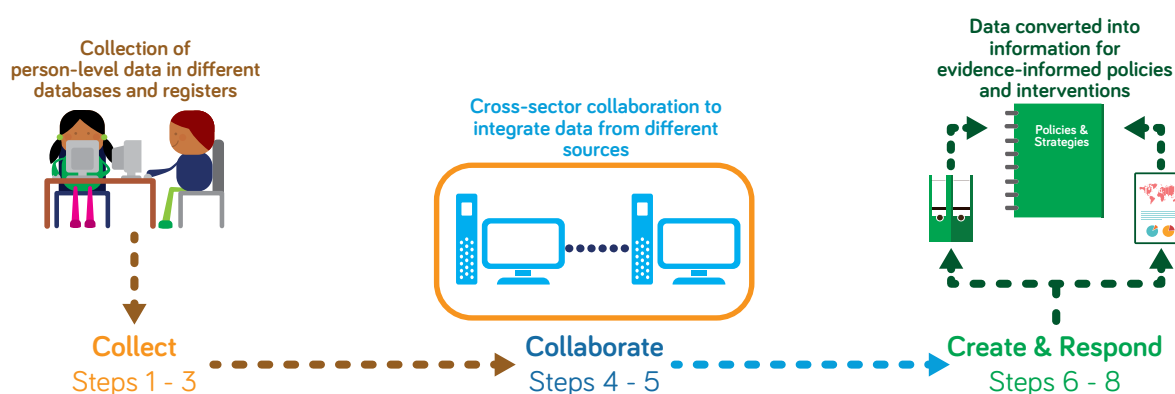 Collection of
person-level data in different
databases and registers
Cross-sector collaboration to
integrate data from different
sources
Data converted into
information for
evidence-informed policies
and interventions
Policies &
Strategies
Collect
Steps 1 - 3
Collaborate
Steps 4 - 5
Create & Respond
Steps 6 - 8